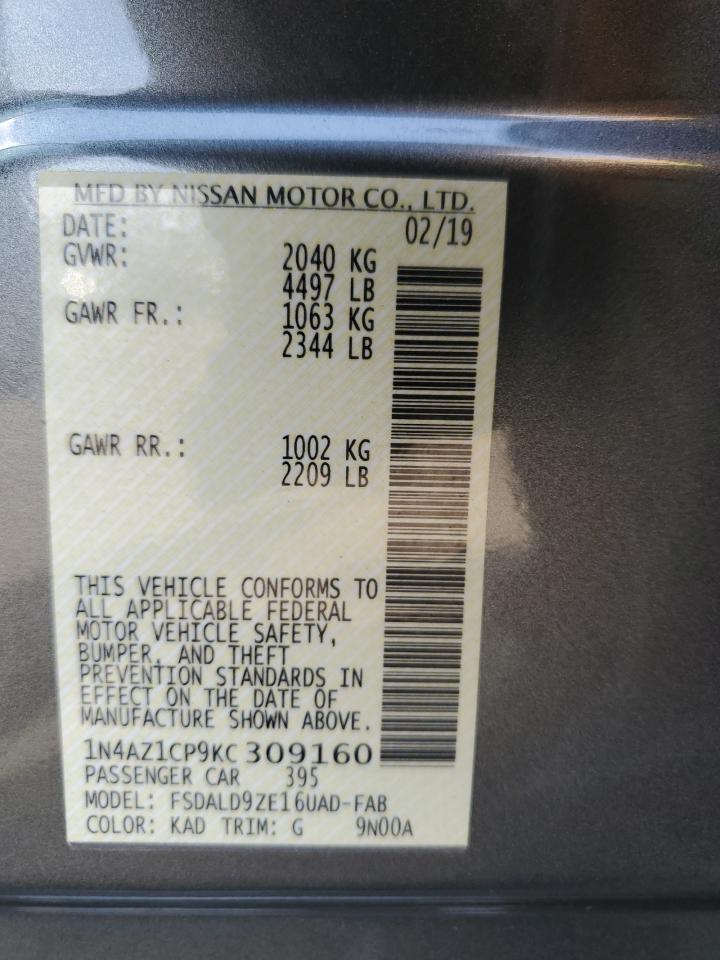 MFD BY NISSAN MOTOR CO., LTD.
DATE: 02/19
GVWR: 2040 KG
4497 LB
GAWR FR.: 1063 KG
2344 LB
GAWR RR.: 1002 KG
2209 LB
THIS VEHICLE CONFORMS TO
ALL APPLICABLE FEDERAL
MOTOR VEHICLE SAFETY,
BUMPER, AND THEFT
PREVENTION STANDARDS IN
EFFECT ON THE DATE OF
MANUFACTURE SHOWN ABOVE.
1N4AZ1CP9KC 309160
PASSENGER CAR 395
MODEL: FSDALD9ZE16UAD-FAB
COLOR: KAD TRIM: G 9N00A